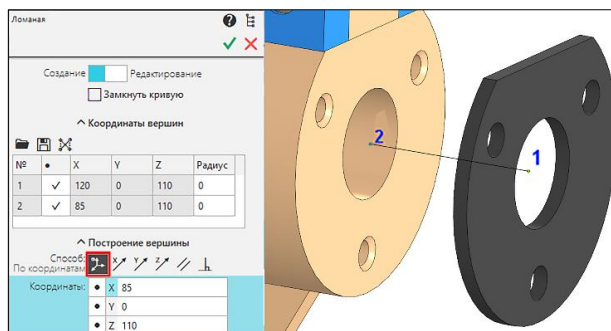 Ломаная
Создание Редактирование
Замкнуть кривую
Координаты вершин
№ X Y Z Радиус
1 120 0 110 0
2 85 0 110 0
Построение вершины
Способ:
По координатам
X Y Z
Координаты: X 85
Y 0
Z 110
2
1